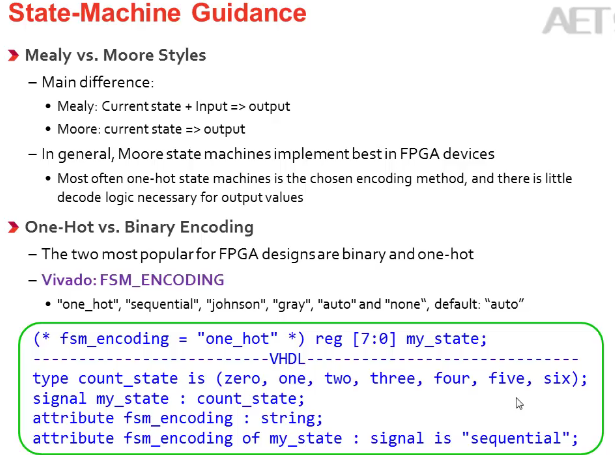 State-Machine Guidance
AET
Mealy vs. Moore Styles
– Main difference:
• Mealy: Current state + Input => output
• Moore: current state => output
– In general, Moore state machines implement best in FPGA devices
• Most often one-hot state machines is the chosen encoding method, and there is little
decode logic necessary for output values
One-Hot vs. Binary Encoding
– The two most popular for FPGA designs are binary and one-hot
– Vivado: FSM_ENCODING
• "one_hot", "sequential", "johnson", "gray", "auto" and "none“, default: “auto”
(* fsm_encoding = "one_hot" *) reg [7:0] my_state;
--------------------------VHDL------------------------------
type count_state is (zero, one, two, three, four, five, six);
signal my_state : count_state;
attribute fsm_encoding : string;
attribute fsm_encoding of my_state : signal is "sequential";